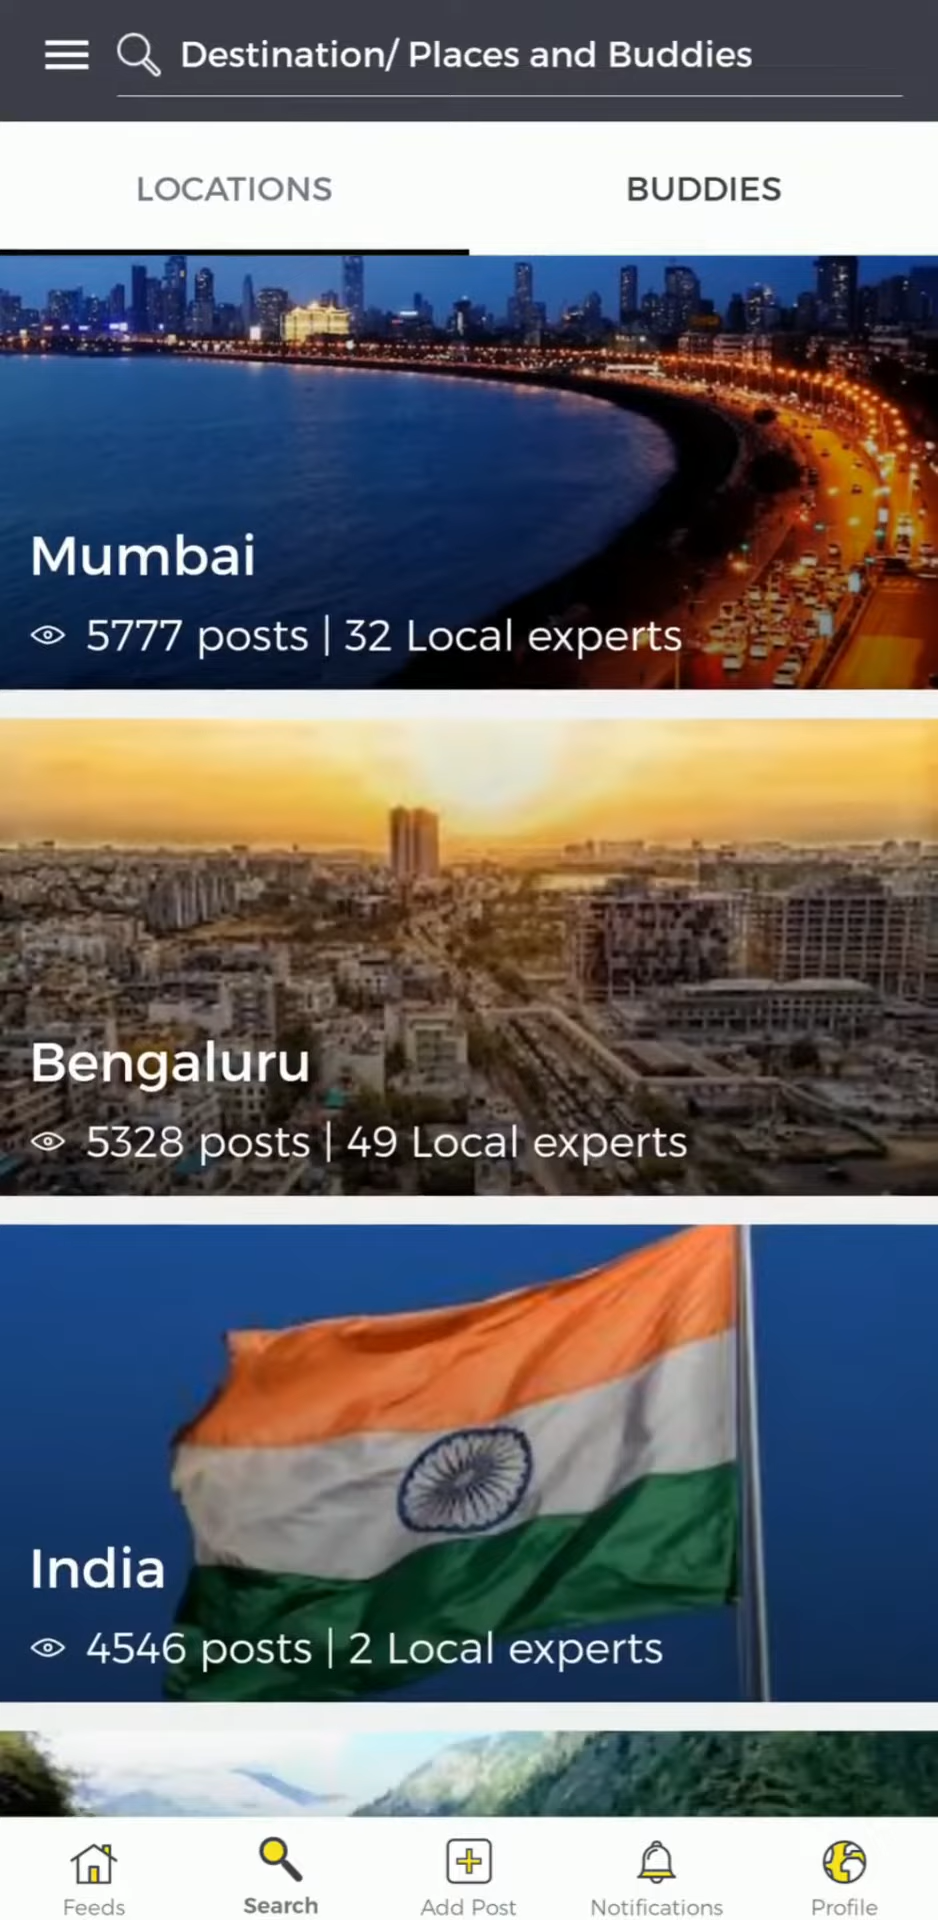 Destination/ Places and Buddies
LOCATIONS
BUDDIES
Mumbai
5777 posts | 32 Local experts
Bengaluru
5328 posts | 49 Local experts
India
4546 posts | 2 Local experts
Feeds
Search
Add Post
Notifications
Profile